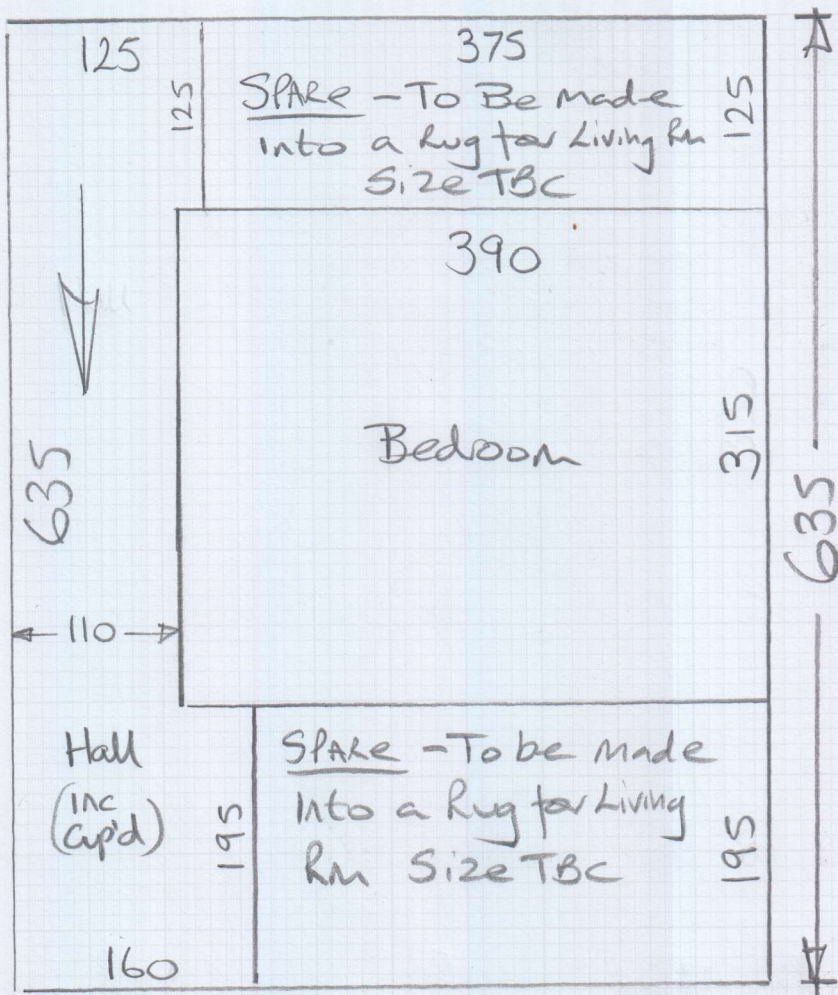 125
375
125
SPARE - To Be made
into a Rug for Living Rm
Size TBC
125
390
Bedroom
315
635
635
110
Hall
(inc
cup'd)
195
SPARE - To be made
Into a Rug for Living
Rm Size TBC
195
160